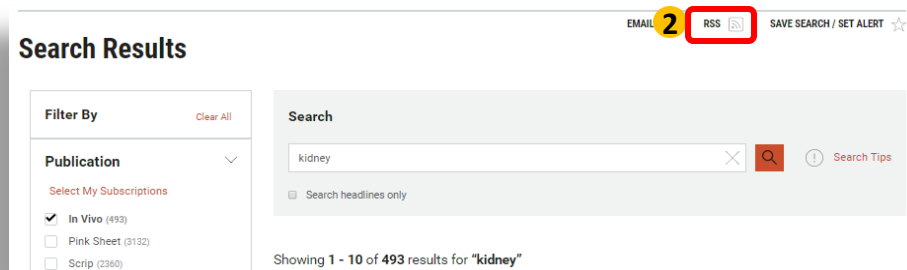 EMAIL 2 RSS SAVE SEARCH / SET ALERT
Search Results
Filter By Clear All
Publication
Select My Subscriptions
In Vivo (493)
Pink Sheet (3132)
Scrip (2360)
Search
kidney
Search Tips
Search headlines only
Showing 1 - 10 of 493 results for “kidney”